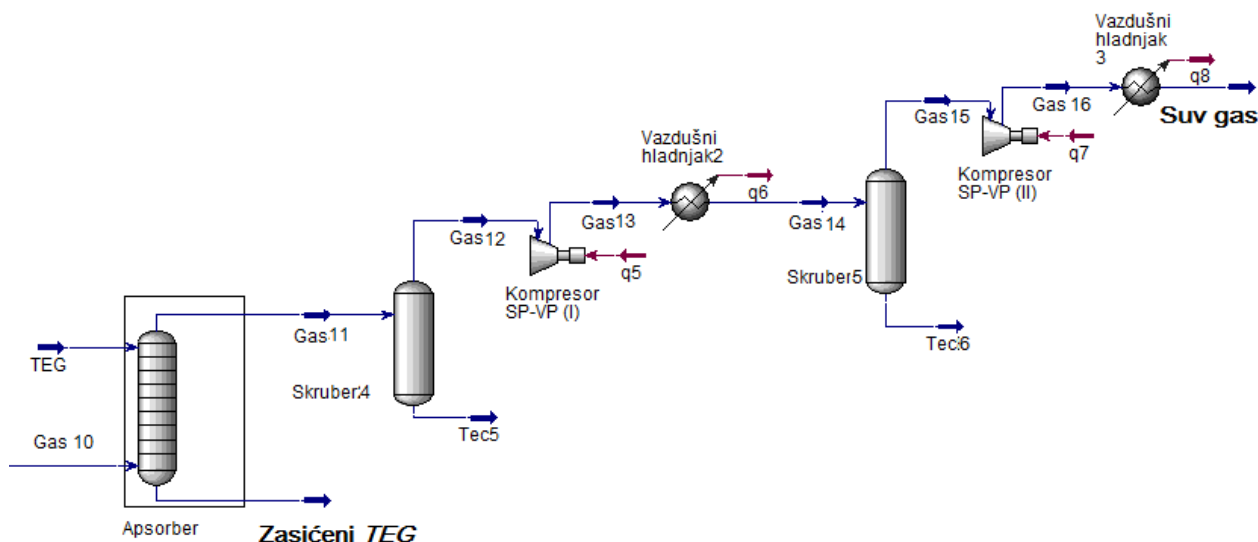 Vazdušni
hladnjak
3
q8
Gas 16
Suv gas
Gas15
q7
Kompresor
SP-VP (II)
Vazdušni
hladnjak2
q6
Gas13
Gas 14
Gas12
q5
Kompresor
SP-VP (I)
Skruber5
Tec6
Gas11
TEG
Skruber4
Tec5
Gas 10
Apsorber
Zasićeni TEG